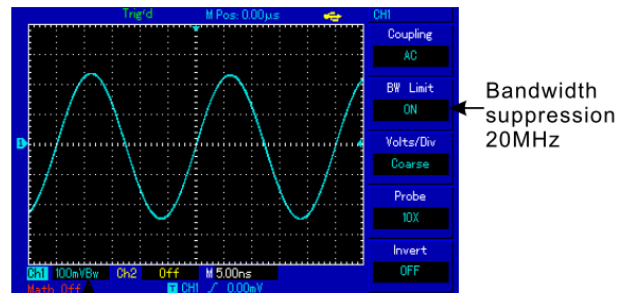 Trig'd M Pos: 0.00μs CH1
Coupling
AC
BW Limit
ON
Volts/Div
Coarse
Probe
10X
Invert
OFF
Bandwidth
suppression
20MHz
1
Ch1 100mVBw Ch2 Off M 5.00ns
Math Off T CH1 / 0.00mV